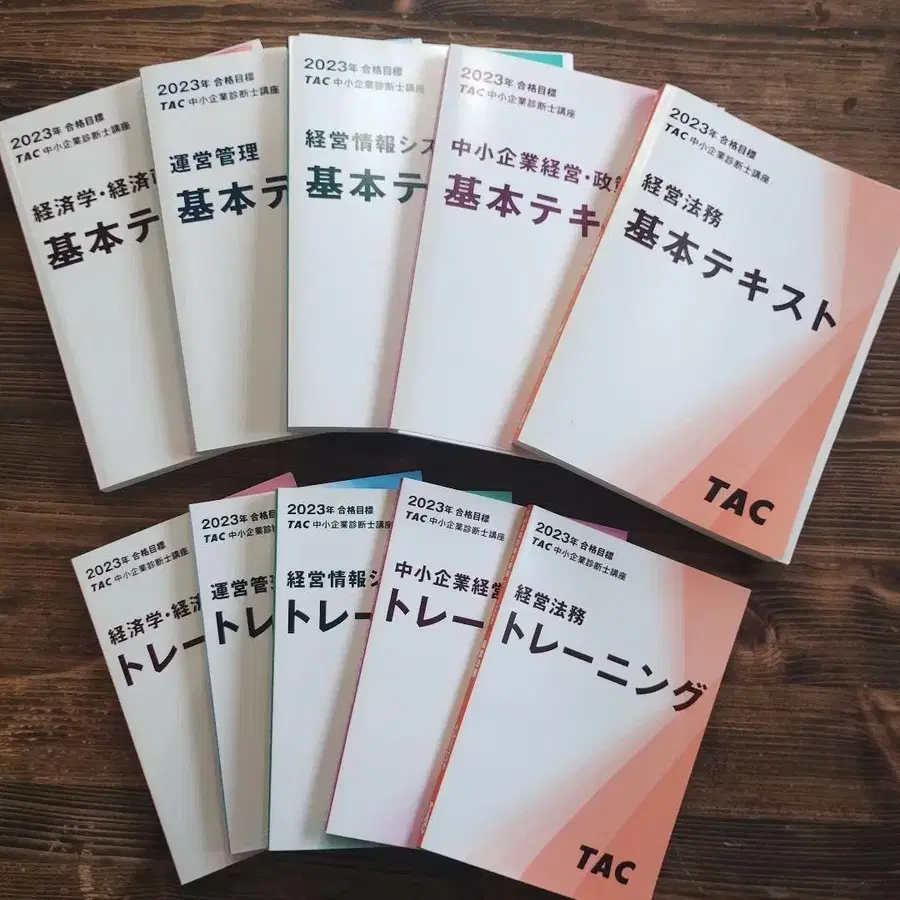 2023年 合格目標
TAC 中小企業診断士講座
経済学・経済
基本テ
2023年 合格目標
TAC 中小企業診断士講座
運営管理
基本テ
2023年 合格目標
TAC 中小企業診断士講座
経営情報シス
基本テ
2023年 合格目標
TAC 中小企業診断士講座
中小企業経営・政
基本テキ
2023年 合格目標
TAC 中小企業診断士講座
経営法務
基本テキスト
TAC
2023年 合格目標
TAC 中小企業診断士講座
経済学・経
トレー
2023年 合格目標
TAC 中小企業診断士講
運営管
トレー
2023年 合格目標
TAC 中小企業診断士講座
経営情報シ
トレー
2023年 合格目標
TAC 中小企業診断士講座
中小企業経営
トレー
2023年 合格目標
TAC 中小企業診断士講座
経営法務
トレーニング
TAC